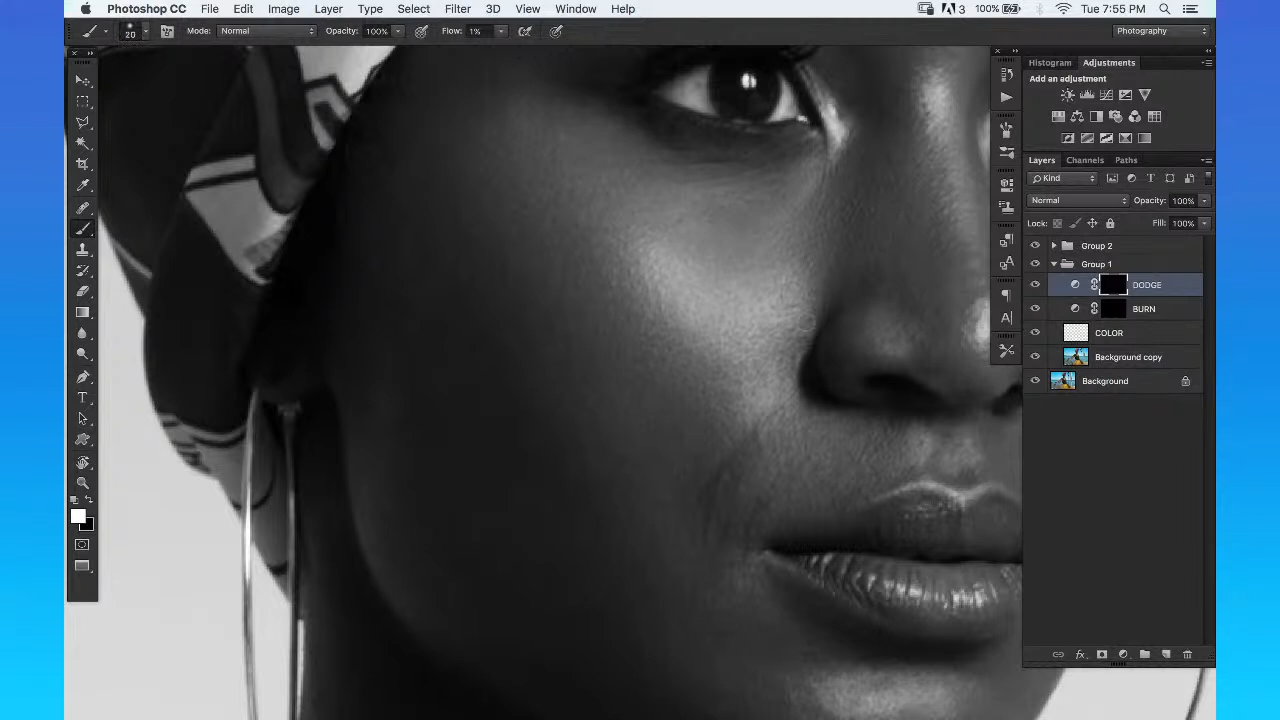 Photoshop CC File Edit Image Layer Type Select Filter 3D View Window Help 3 100% Tue 7:55 PM
20 Mode: Normal Opacity: 100% Flow: 1% Photography
Histogram Adjustments
Add an adjustment
Layers Channels Paths
Kind
Normal Opacity: 100%
Lock: Fill: 100%
Group 2
Group 1
DODGE
BURN
COLOR
Background copy
Background